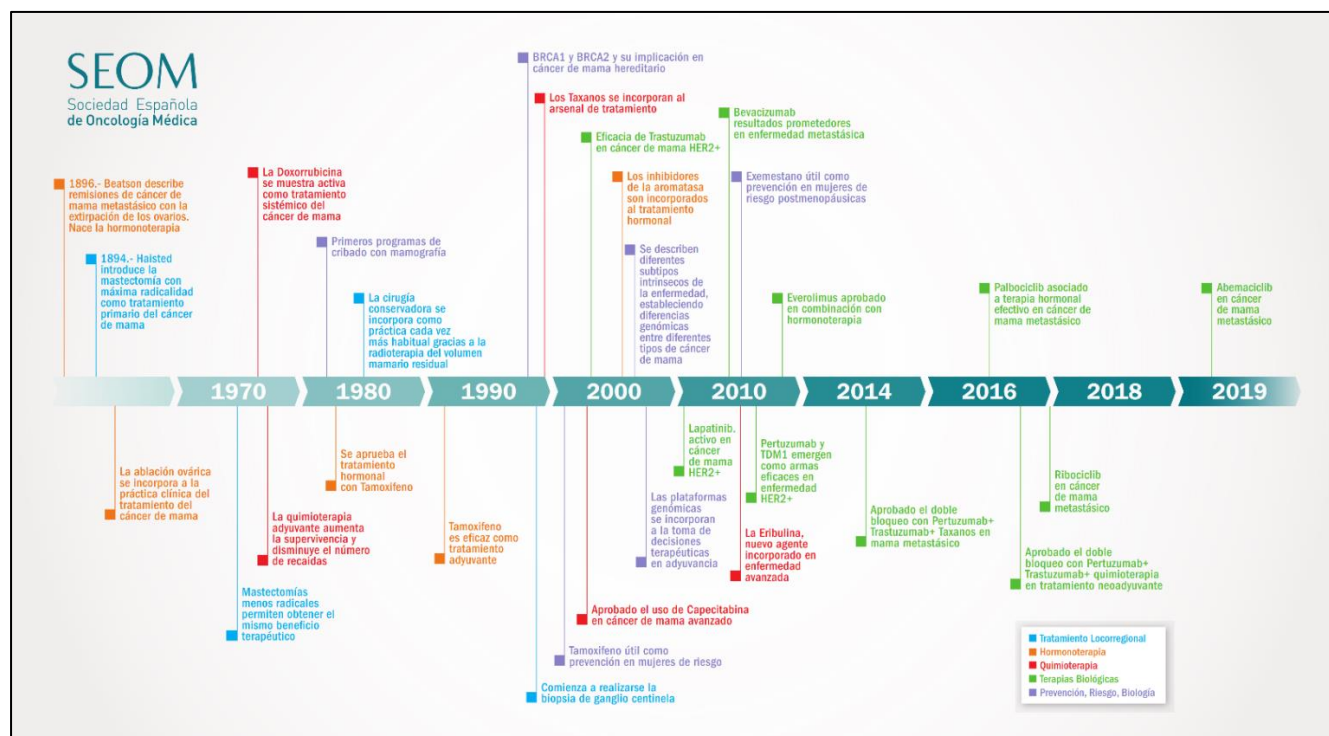 SEOM
Sociedad Española
de Oncología Médica
BRCA1 y BRCA2 y su implicación en
cáncer de mama hereditario
Los Taxanos se incorporan al
arsenal de tratamiento
Eficacia de Trastuzumab
en cáncer de mama HER2+
Bevacizumab
resultados prometedores
en enfermedad metastásica
1896.- Beatson describe
remisiones de cáncer de
mama metastásico con la
extirpación de los ovarios.
Nace la hormonoterapia
La Doxorrubicina
se muestra activa
como tratamiento
sistémico del
cáncer de mama
Los inhibidores
de la aromatasa
son incorporados
al tratamiento
hormonal
Exemestano útil como
prevención en mujeres de
riesgo postmenopáusicas
1894.- Haisted
introduce la
mastectomía con
máxima radicalidad
como tratamiento
primario del cáncer
de mama
Primeros programas de
cribado con mamografía
La cirugía
conservadora se
incorpora como
práctica cada vez
más habitual gracias a la
radioterapia del volumen
mamario residual
Se describen
diferentes
subtipos
intrínsecos de
la enfermedad,
estableciendo
diferencias
genómicas
entre diferentes
tipos de cáncer
de mama
Everolimus aprobado
en combinación con
hormonoterapia
Palbociclib asociado
a terapia hormonal
efectivo en cáncer de
mama metastásico
Abemaciclib
en cáncer
de mama
metastásico
1970
1980
1990
2000
2010
2014
2016
2018
2019
La ablación ovárica
se incorpora a la
práctica clínica del
tratamiento del
cáncer de mama
Mastectomías
menos radicales
permiten obtener el
mismo beneficio
terapéutico
La quimioterapia
adyuvante aumenta
la supervivencia y
disminuye el número
de recaídas
Se aprueba el
tratamiento
hormonal
con Tamoxifeno
Tamoxifeno
es eficaz como
tratamiento
adyuvante
Comienza a realizarse la
biopsia de ganglio centinela
Tamoxifeno útil como
prevención en mujeres de riesgo
Aprobado el uso de Capecitabina
en cáncer de mama avanzado
Las plataformas
genómicas
se incorporan
a la toma de
decisiones
terapéuticas
en adyuvancia
Lapatinib,
activo en
cáncer
de mama
HER2+
La Eribulina,
nuevo agente
incorporado en
enfermedad
avanzada
Pertuzumab y
TDM1 emergen
como armas
eficaces en
enfermedad
HER2+
Aprobado el doble
bloqueo con Pertuzumab+
Trastuzumab+ Taxanos en
mama metastásico
Aprobado el doble
bloqueo con Pertuzumab+
Trastuzumab+ quimioterapia
en tratamiento neoadyuvante
Ribociclib
en cáncer
de mama
metastásico
Tratamiento Locorregional
Hormonoterapia
Quimioterapia
Terapias Biológicas
Prevención, Riesgo, Biología